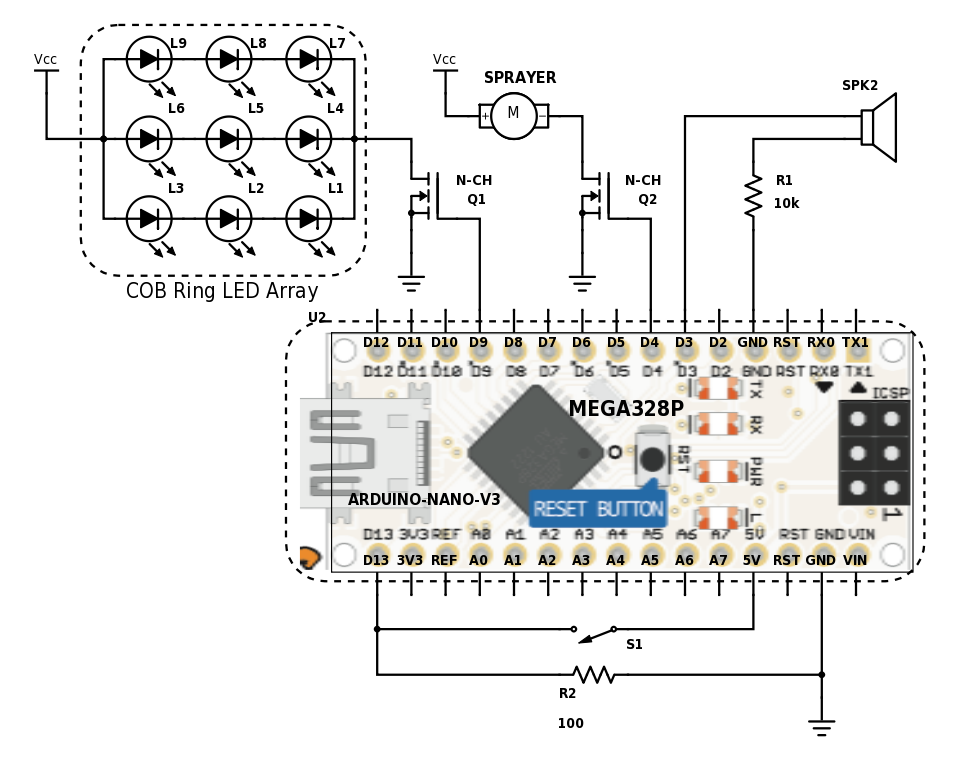 L9 L8 L7
Vcc
Vcc
SPRAYER
+ M −
SPK2
L6 L5 L4
N-CH
Q1
N-CH
Q2
R1
10k
L3 L2 L1
COB Ring LED Array
U2
D12 D11 D10 D9 D8 D7 D6 D5 D4 D3 D2 GND RST RX0 TX1
D12 D11 D10 D9 D8 D7 D6 D5 D4 D3 D2 GND RST RX0 TX1
TX
ICSP
MEGA328P
RX
RST
PWR
ARDUINO-NANO-V3
RESET BUTTON
L
1
D13 3V3 REF A0 A1 A2 A3 A4 A5 A6 A7 5V RST GND VIN
D13 3V3 REF A0 A1 A2 A3 A4 A5 A6 A7 5V RST GND VIN
S1
R2
100